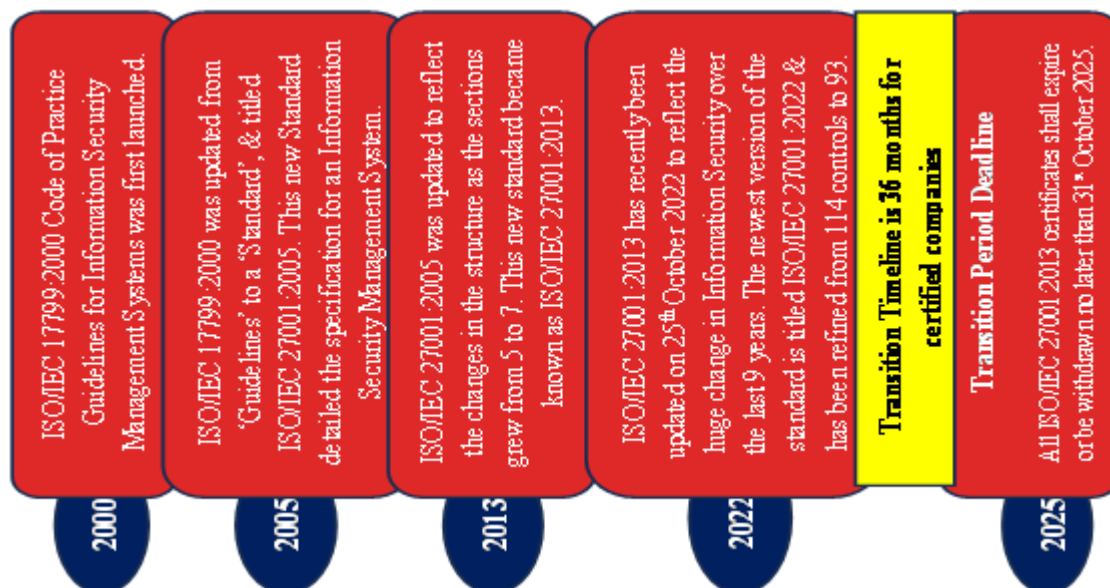 2000
ISO/IEC 17799:2000 Code of Practice
Guidelines for Information Security
Management Systems was first launched.
2005
ISO/IEC 17799:2000 was updated from
'Guidelines' to a 'Standard', & titled
ISO/IEC 27001:2005. This new Standard
detailed the specification for an Information
Security Management System.
2013
ISO/IEC 27001:2005 was updated to reflect
the changes in the structure as the sections
grew from 5 to 7. This new standard became
known as ISO/IEC 27001:2013.
2022
ISO/IEC 27001:2013 has recently been
updated on 25th October 2022 to reflect the
huge change in Information Security over
the last 9 years. The newest version of the
standard is titled ISO/IEC 27001:2022 &
has been refined from 114 controls to 93.
Transition Timeline is 36 months for
certified companies
2025
Transition Period Deadline
All ISO/IEC 27001:2013 certificates shall expire
or be withdrawn no later than 31st October 2025.